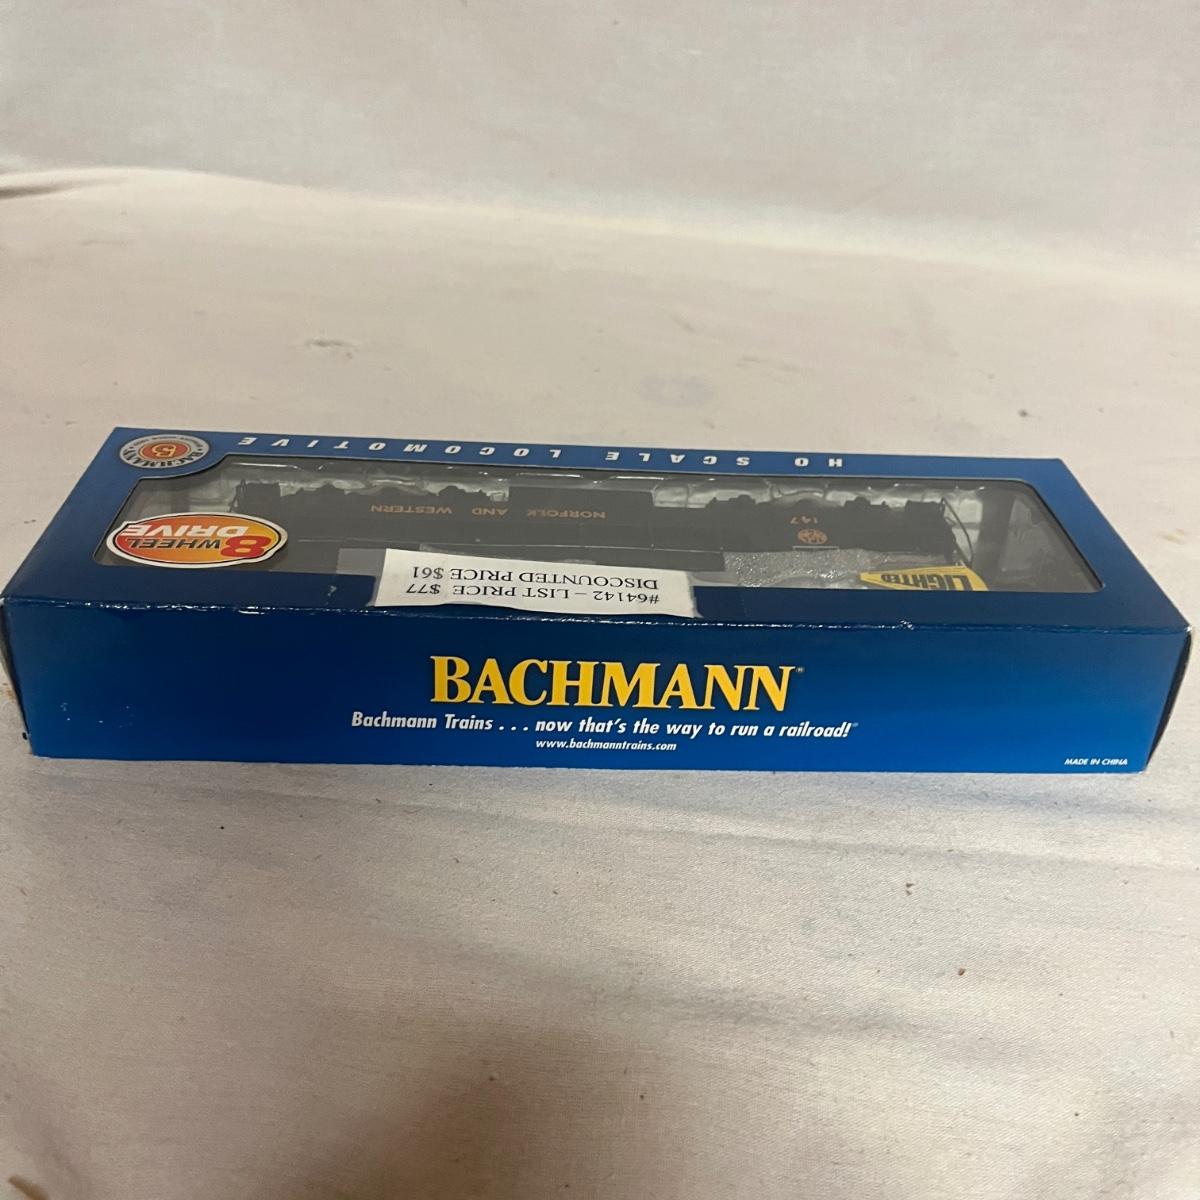 HO SCALE LOCOMOTIVE
BACHMANN
B
8 WHEEL
DRIVE
NORFOLK AND WESTERN
147
LIGHTED
#64142 – LIST PRICE $77
DISCOUNTED PRICE $61
BACHMANN®
Bachmann Trains . . . now that's the way to run a railroad!®
www.bachmanntrains.com
MADE IN CHINA